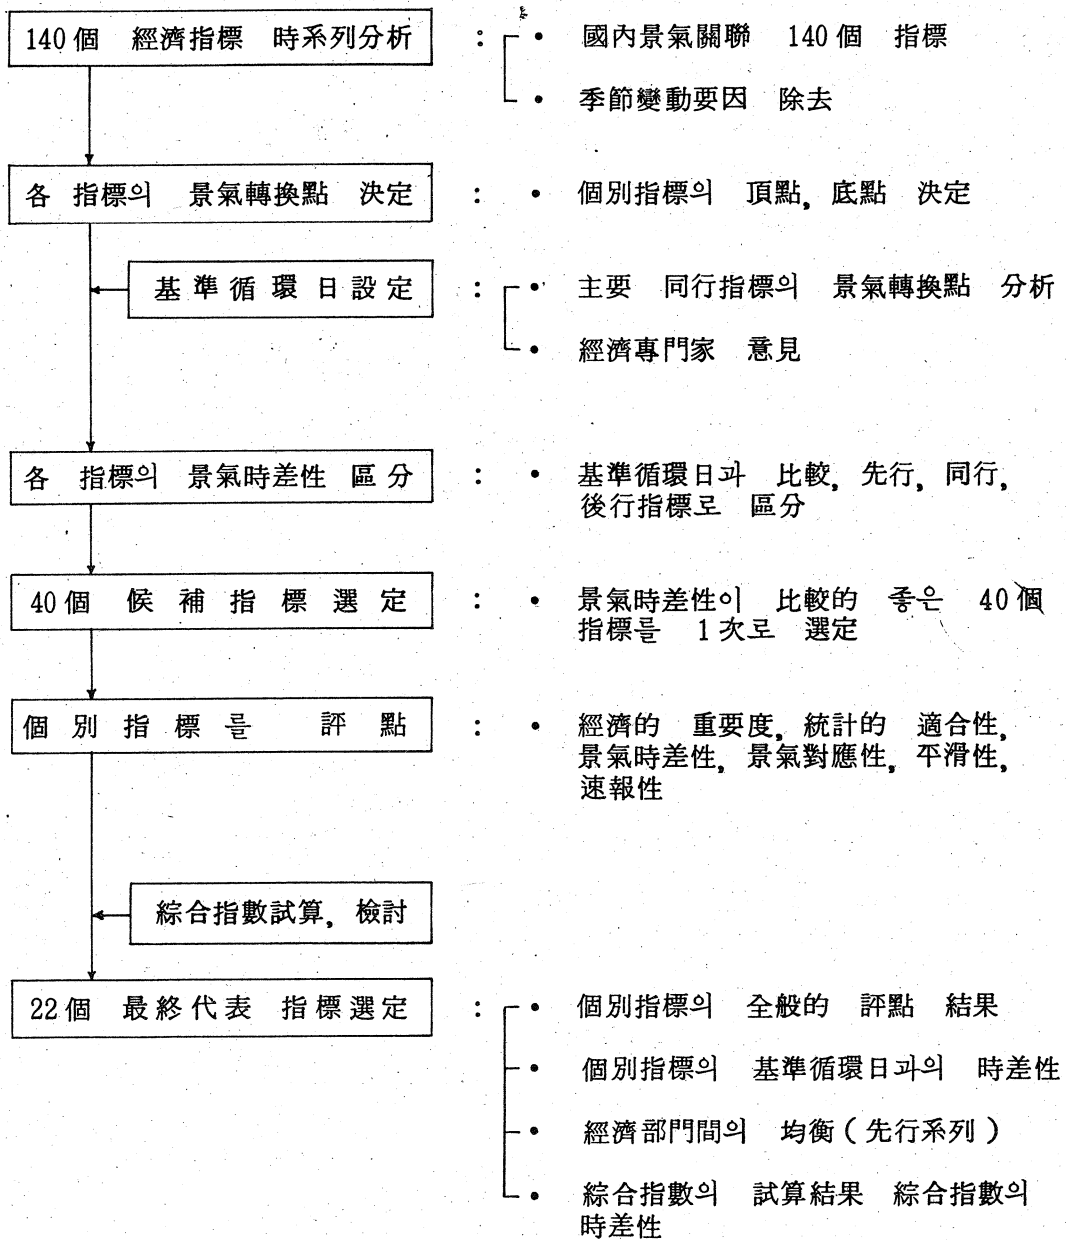 140個 經濟指標 時系列分析 : • 國內景氣關聯 140個 指標
• 季節變動要因 除去
各 指標의 景氣轉換點 決定 : • 個別指標의 頂點, 底點 決定
基準循環日設定 : • 主要 同行指標의 景氣轉換點 分析
• 經濟專門家 意見
各 指標의 景氣時差性 區分 : • 基準循環日과 比較, 先行, 同行,
後行指標로 區分
40個 候補指標選定 : • 景氣時差性이 比較的 좋은 40個
指標를 1次로 選定
個別指標를 評點 : • 經濟的 重要度, 統計的 適合性,
景氣時差性, 景氣對應性, 平滑性,
速報性
綜合指數試算, 檢討
22個 最終代表 指標選定 : • 個別指標의 全般的 評點 結果
• 個別指標의 基準循環日과의 時差性
• 經濟部門間의 均衡 ( 先行系列 )
• 綜合指數의 試算結果 綜合指數의
時差性